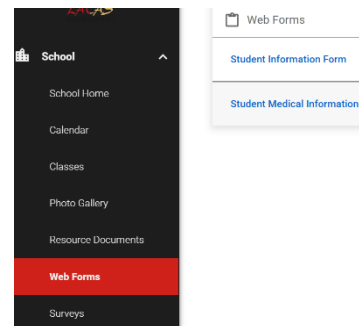 School
School Home
Calendar
Classes
Photo Gallery
Resource Documents
Web Forms
Surveys
Web Forms
Student Information Form
Student Medical Information